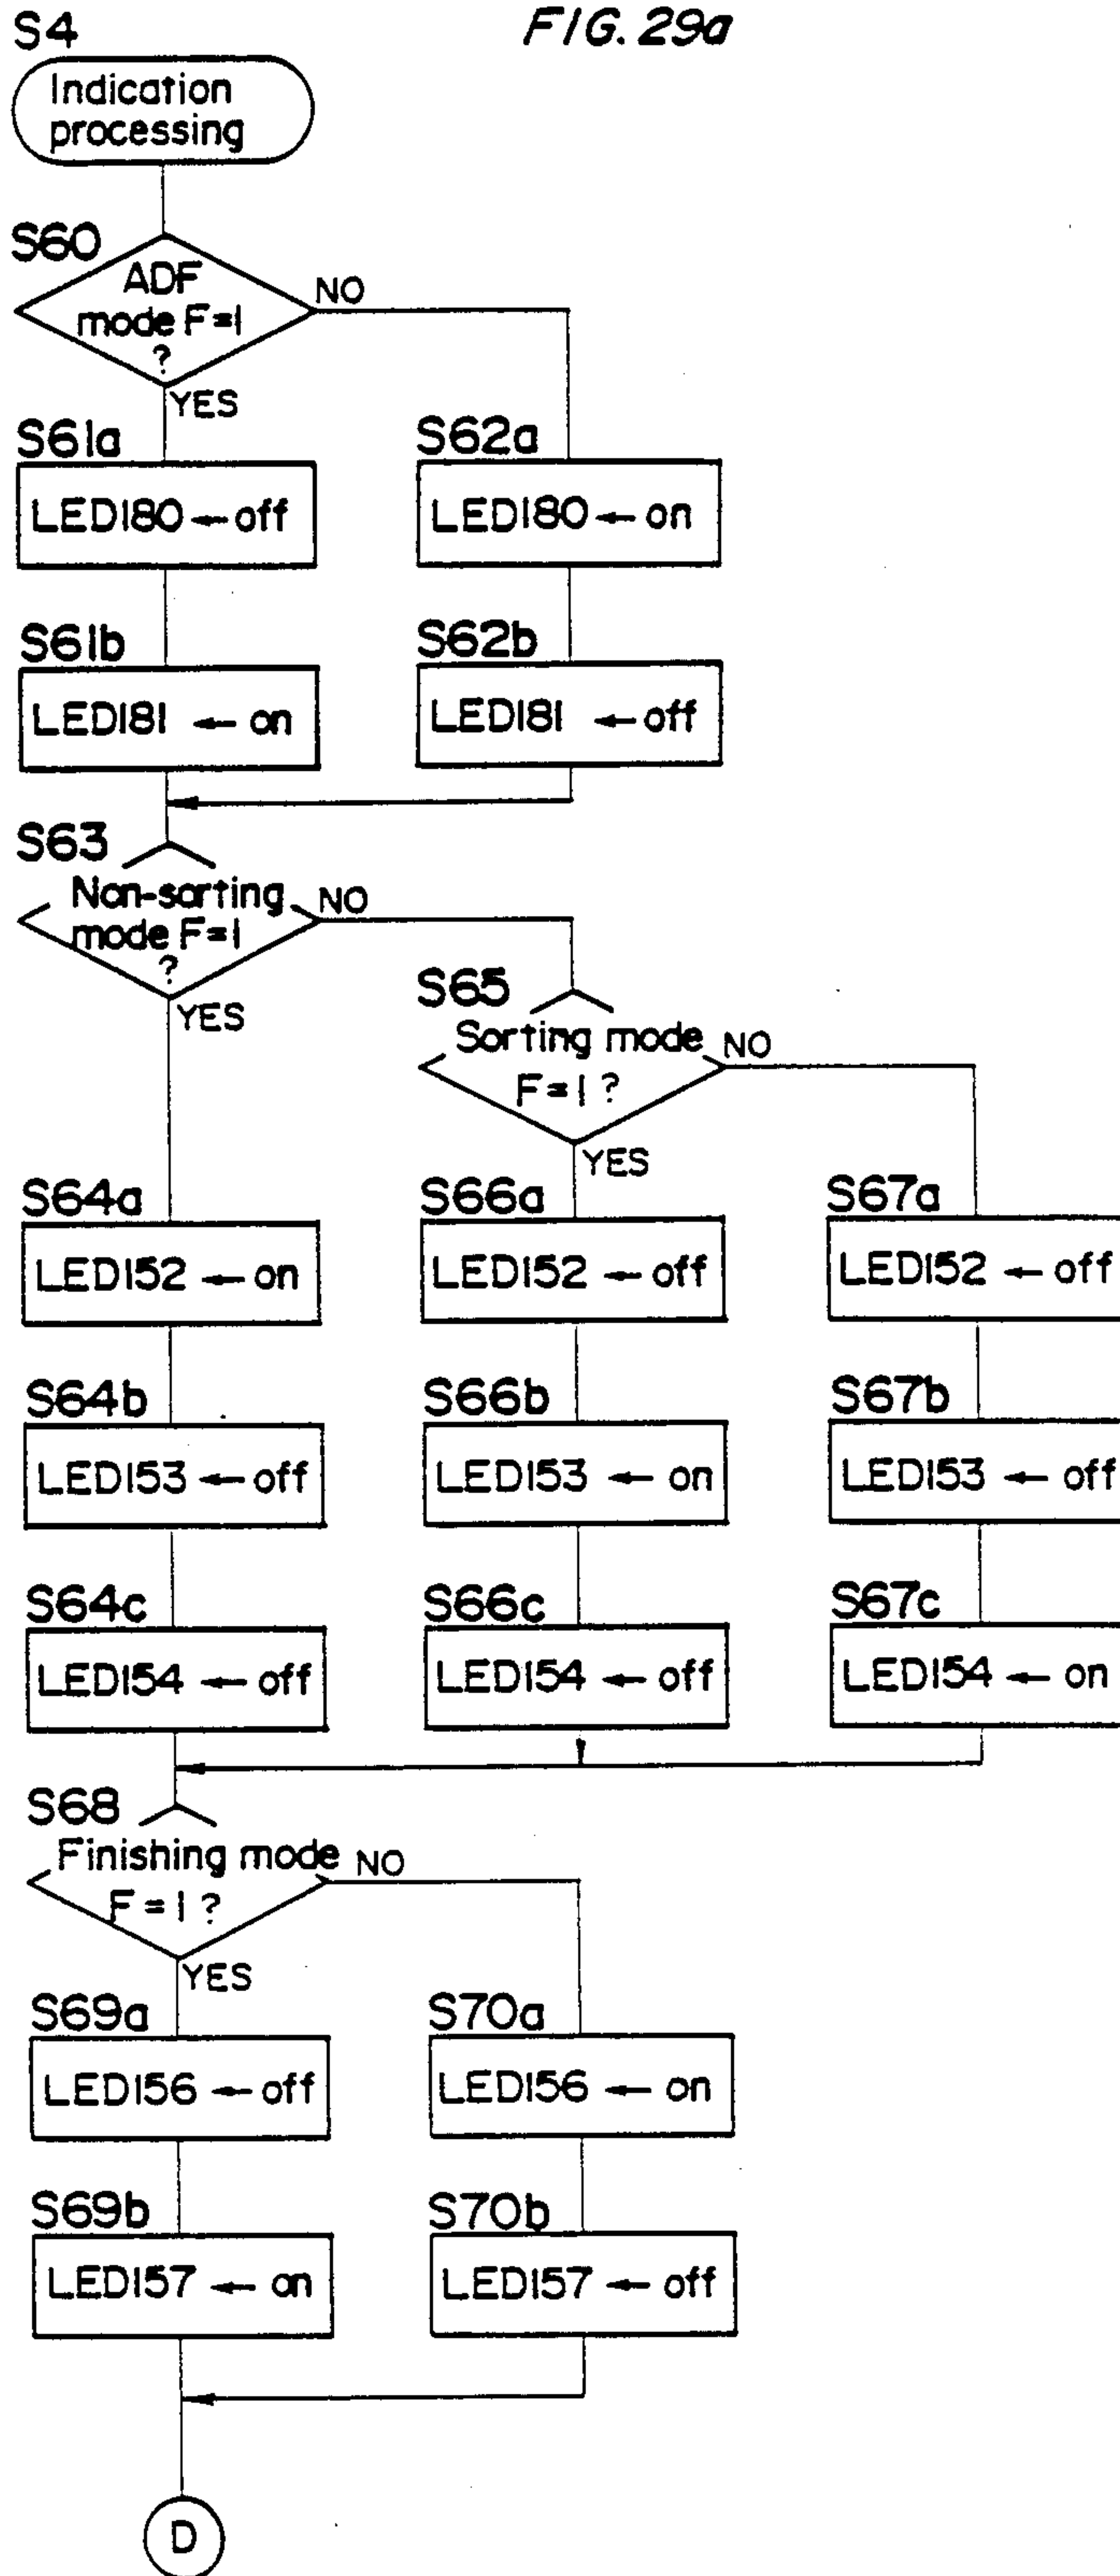 FIG. 29a
S4
Indication
processing
S60
ADF
mode F=1
?
NO
YES
S61a
LED180 ← off
S62a
LED180 ← on
S61b
LED181 ← on
S62b
LED181 ← off
S63
Non-sorting
mode F=1
?
NO
YES
S65
Sorting mode
F=1 ?
NO
YES
S64a
LED152 ← on
S66a
LED152 ← off
S67a
LED152 ← off
S64b
LED153 ← off
S66b
LED153 ← on
S67b
LED153 ← off
S64c
LED154 ← off
S66c
LED154 ← off
S67c
LED154 ← on
S68
Finishing mode
F=1 ?
NO
YES
S69a
LED156 ← off
S70a
LED156 ← on
S69b
LED157 ← on
S70b
LED157 ← off
D